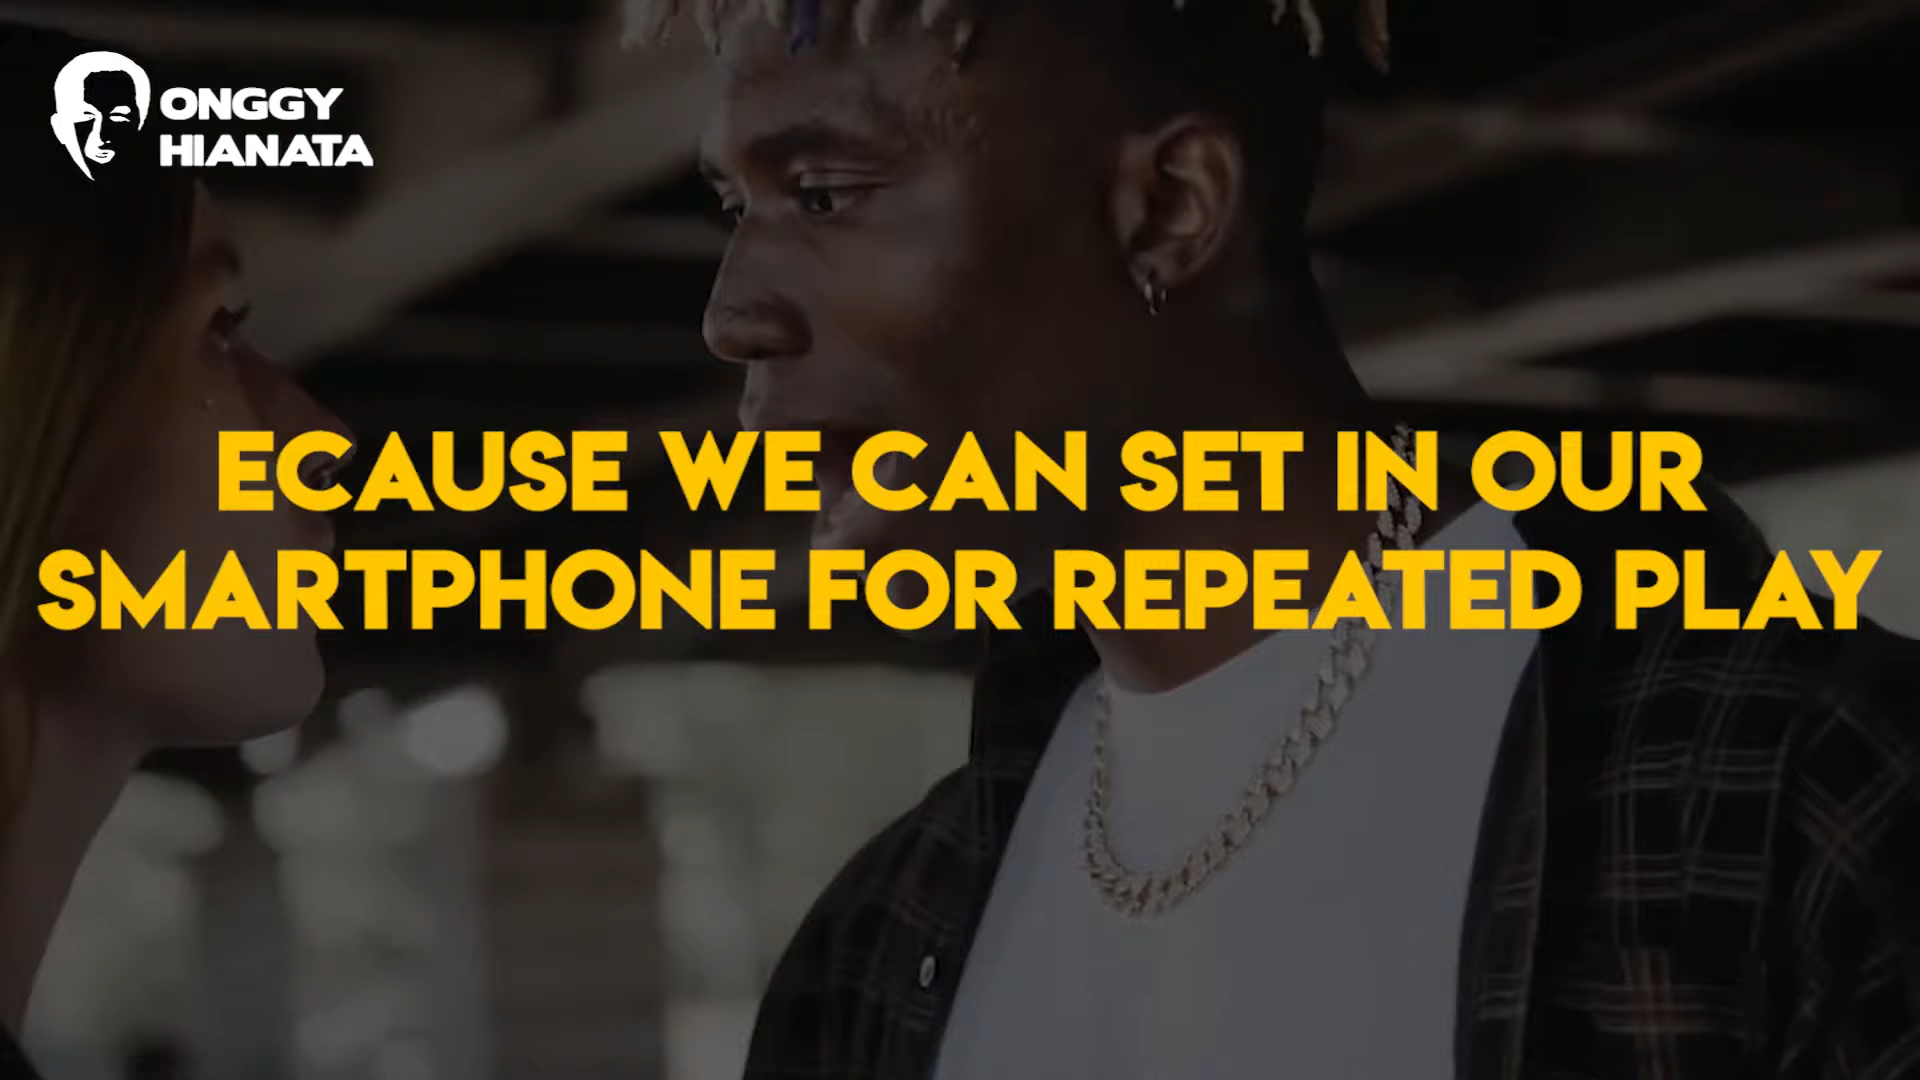 ONGGY
HIANATA
ECAUSE WE CAN SET IN OUR
SMARTPHONE FOR REPEATED PLAY